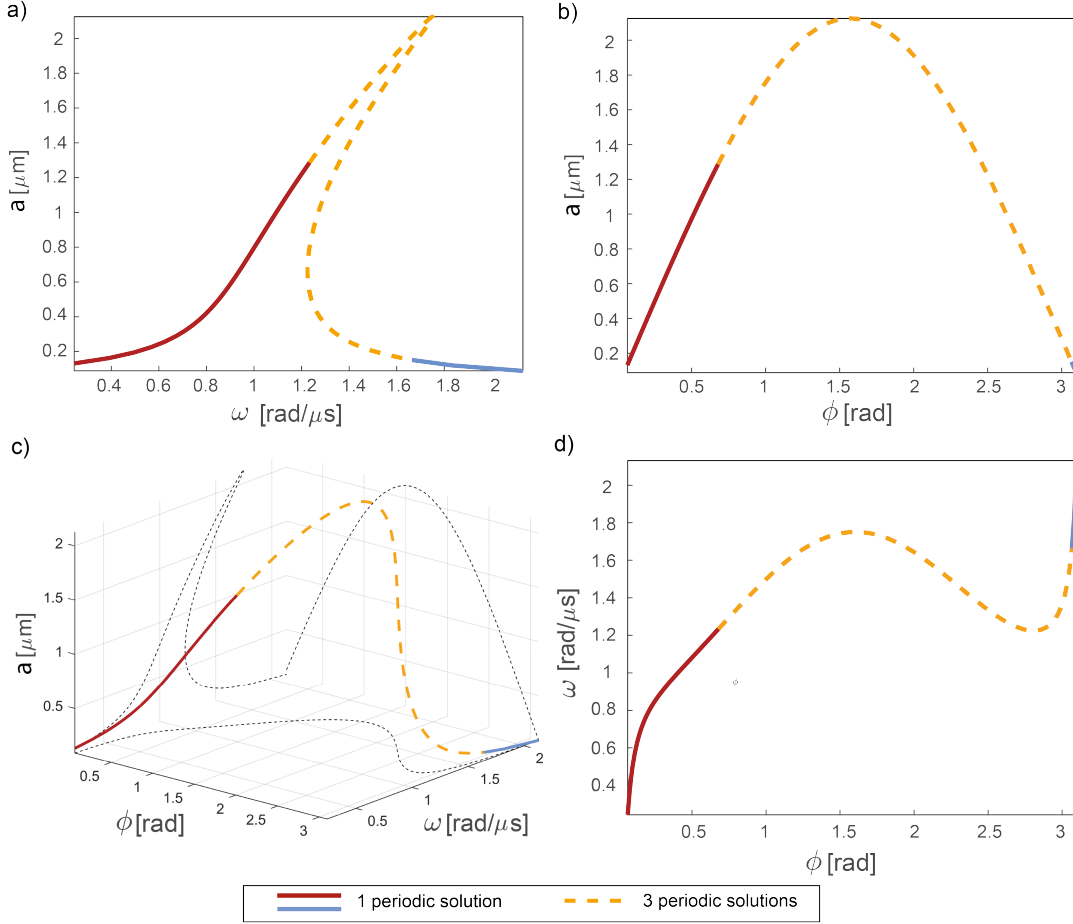 a)
a [μm]
2
1.8
1.6
1.4
1.2
1
0.8
0.6
0.4
0.2
0.4 0.6 0.8 1 1.2 1.4 1.6 1.8 2
ω [rad/μs]
b)
a [μm]
2
1.8
1.6
1.4
1.2
1
0.8
0.6
0.4
0.2
0.5 1 1.5 2 2.5 3
ϕ [rad]
c)
a [μm]
2
1.5
1
0.5
0.5 1 1.5 2 2.5 3
ϕ [rad]
0.5 1 1.5 2
ω [rad/μs]
d)
ω [rad/μs]
2
1.8
1.6
1.4
1.2
1
0.8
0.6
0.4
ϕ
0.5 1 1.5 2 2.5 3
ϕ [rad]
1 periodic solution 3 periodic solutions